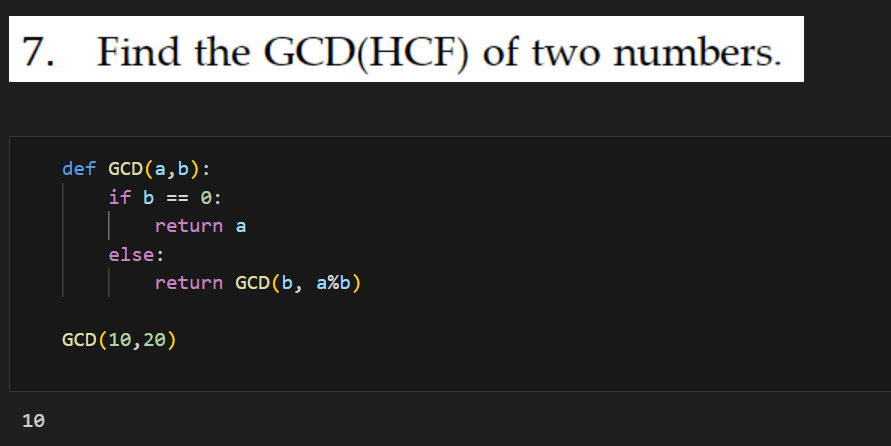 7. Find the GCD(HCF) of two numbers.
def GCD(a,b):
    if b == 0:
        return a
    else:
        return GCD(b, a%b)
GCD(10,20)
10